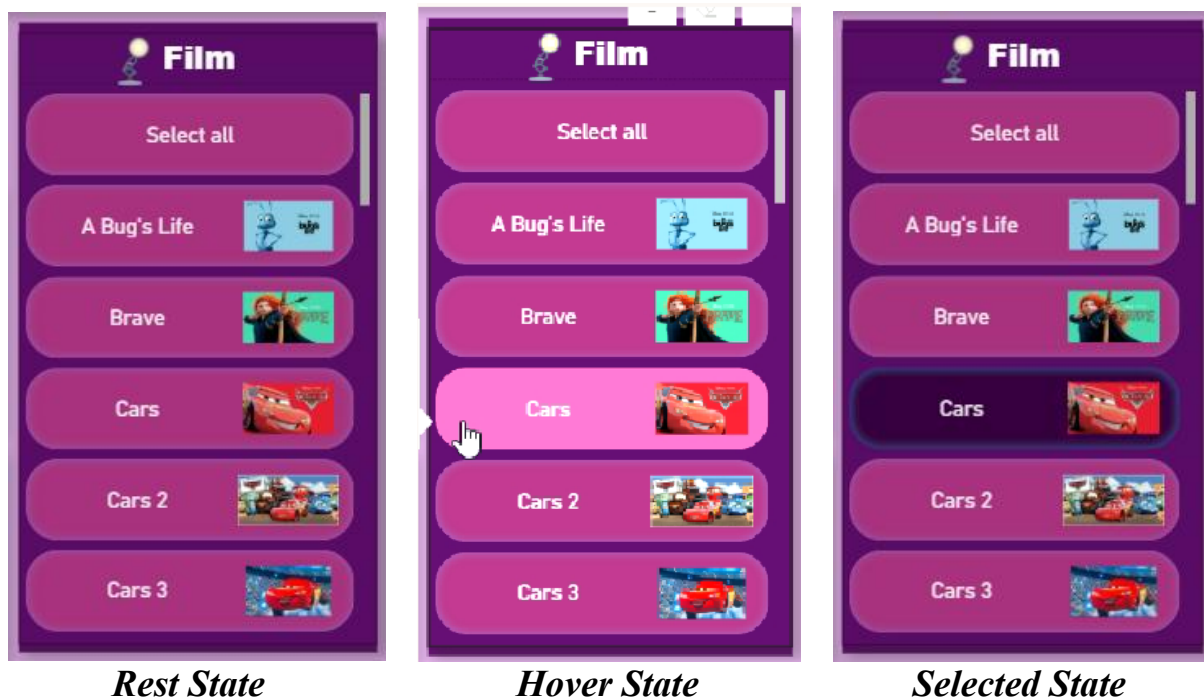 Film
Select all
A Bug's Life
Brave
Cars
Cars 2
Cars 3
Rest State
Film
Select all
A Bug's Life
Brave
Cars
Cars 2
Cars 3
Hover State
Film
Select all
A Bug's Life
Brave
Cars
Cars 2
Cars 3
Selected State